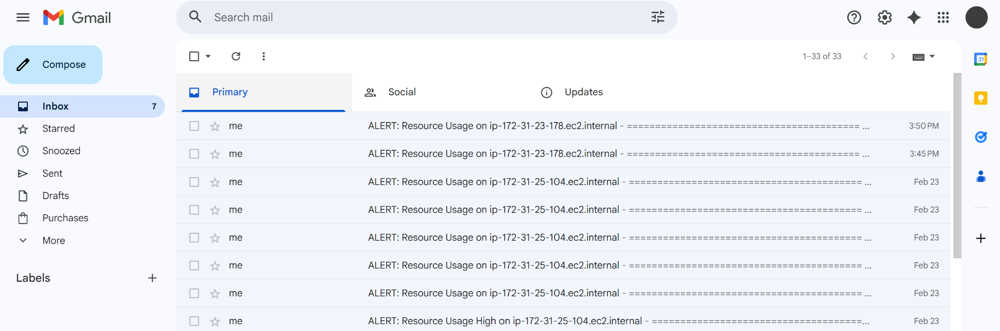 Gmail
Search mail
Compose
1–33 of 33
31
Primary
Social
Updates
Inbox 7
Starred
Snoozed
Sent
Drafts
Purchases
More
Labels
me ALERT: Resource Usage on ip-172-31-23-178.ec2.internal - ========================================= ... 3:50 PM
me ALERT: Resource Usage on ip-172-31-23-178.ec2.internal - ========================================= ... 3:45 PM
me ALERT: Resource Usage on ip-172-31-25-104.ec2.internal - ========================================= ... Feb 23
me ALERT: Resource Usage on ip-172-31-25-104.ec2.internal - ========================================= ... Feb 23
me ALERT: Resource Usage on ip-172-31-25-104.ec2.internal - ========================================= ... Feb 23
me ALERT: Resource Usage on ip-172-31-25-104.ec2.internal - ========================================= ... Feb 23
me ALERT: Resource Usage on ip-172-31-25-104.ec2.internal - ========================================= ... Feb 23
me ALERT: Resource Usage High on ip-172-31-25-104.ec2.internal - =====================================... Feb 23